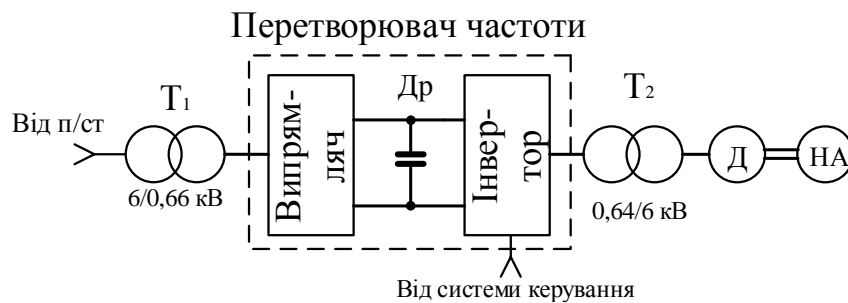 Перетворювач частоти
Від п/ст
T1
6/0,66 кВ
Випрям-
ляч
Др
Інвер-
тор
T2
0,64/6 кВ
Д
НА
Від системи керування